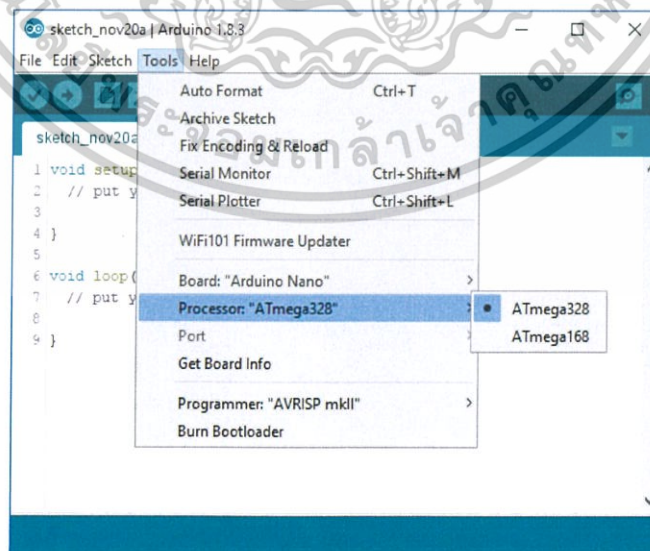 sketch_nov20a | Arduino 1.8.3
File Edit Sketch Tools Help
sketch_nov20a
Auto Format Ctrl+T
Archive Sketch
Fix Encoding & Reload
Serial Monitor Ctrl+Shift+M
Serial Plotter Ctrl+Shift+L
WiFi101 Firmware Updater
Board: "Arduino Nano"
Processor: "ATmega328"
Port
Get Board Info
Programmer: "AVRISP mkII"
Burn Bootloader
ATmega328
ATmega168
1 void setup
2 // put y
3
4 }
5
6 void loop(
7 // put y
8
9 }